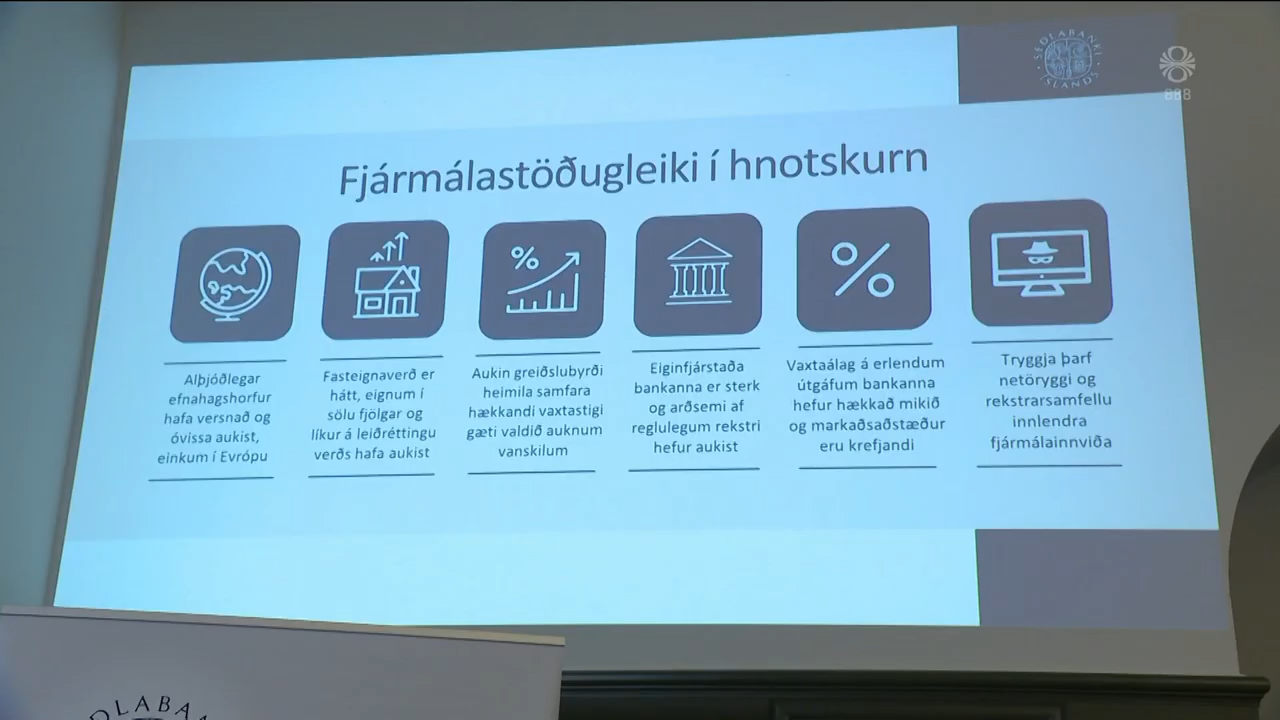 SEÐLABANKI
ÍSLANDS
888
Fjármálastöðugleiki í hnotskurn
%
%
Alþjóðlegar
efnahagshorfur
hafa versnað og
óvissa aukist,
einkum í Evrópu
Fasteignaverð er
hátt, eignum í
sölu fjölgar og
líkur á leiðréttingu
verðs hafa aukist
Aukin greiðslubyrði
heimila samfara
hækkandi vaxtastigi
gæti valdið auknum
vanskilum
Eiginfjárstaða
bankanna er sterk
og arðsemi af
reglulegum rekstri
hefur aukist
Vaxtaálag á erlendum
útgáfum bankanna
hefur hækkað mikið
og markaðsaðstæður
eru krefjandi
Tryggja þarf
netöryggi og
rekstrarsamfellu
innlendra
fjármálainnviða